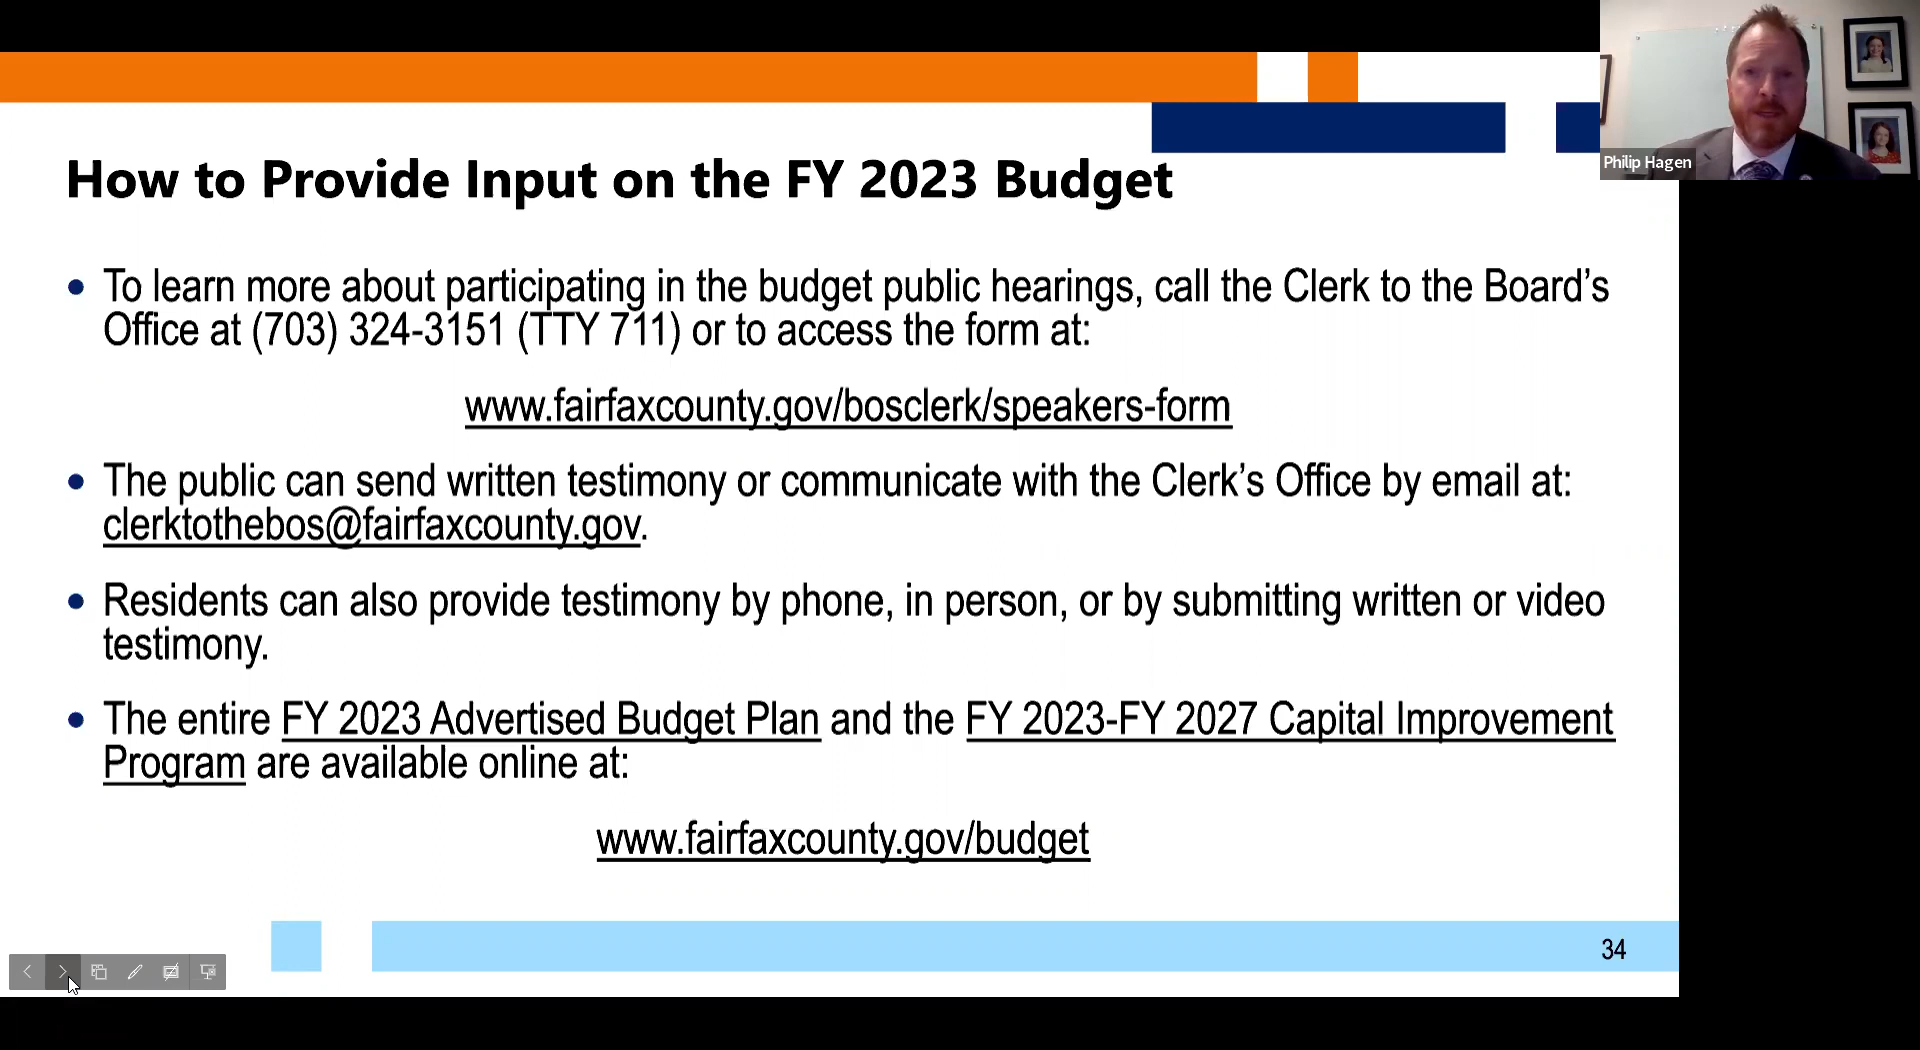 Philip Hagen
How to Provide Input on the FY 2023 Budget
• To learn more about participating in the budget public hearings, call the Clerk to the Board’s
Office at (703) 324-3151 (TTY 711) or to access the form at:
www.fairfaxcounty.gov/bosclerk/speakers-form
• The public can send written testimony or communicate with the Clerk’s Office by email at:
clerktothebos@fairfaxcounty.gov.
• Residents can also provide testimony by phone, in person, or by submitting written or video
testimony.
• The entire FY 2023 Advertised Budget Plan and the FY 2023-FY 2027 Capital Improvement
Program are available online at:
www.fairfaxcounty.gov/budget
34